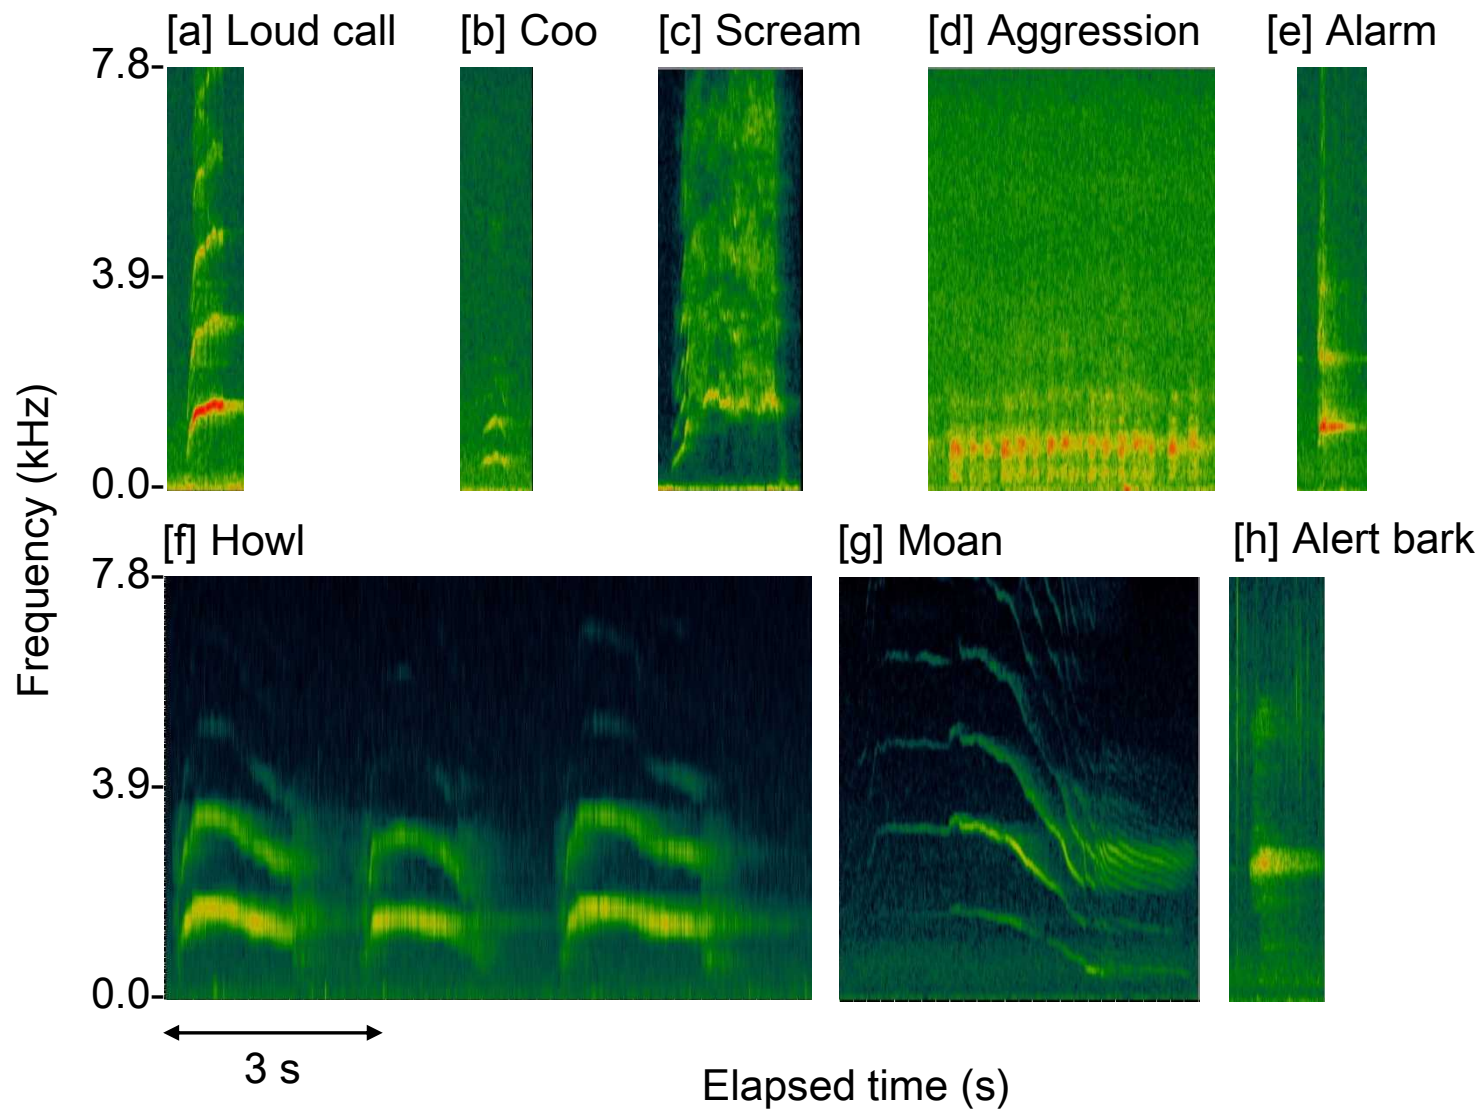 [a] Loud call
[b] Coo
[c] Scream
[d] Aggression
[e] Alarm
7.8-
3.9-
0.0-
Frequency (kHz)
[f] Howl
[g] Moan
[h] Alert bark
7.8-
3.9-
0.0-
3 s
Elapsed time (s)